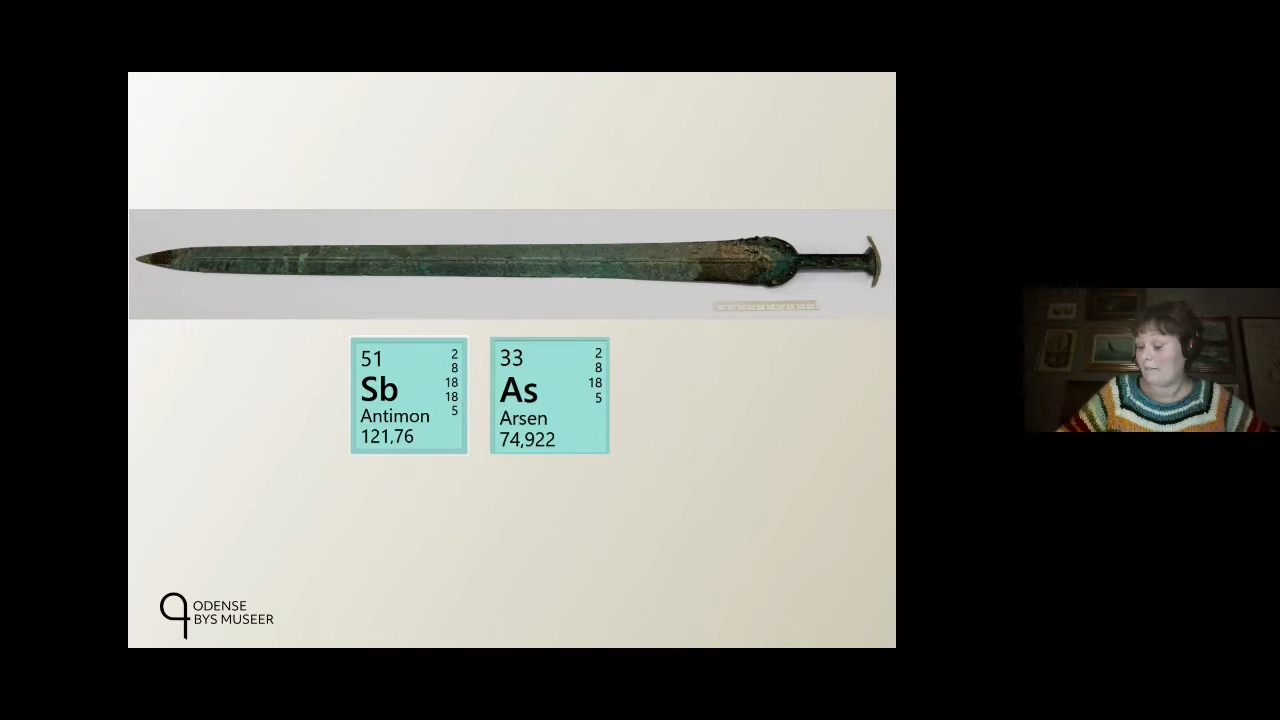 51
Sb
Antimon
121,76
2
8
18
18
5
33
As
Arsen
74,922
2
8
18
5
ODENSE
BYS MUSEER